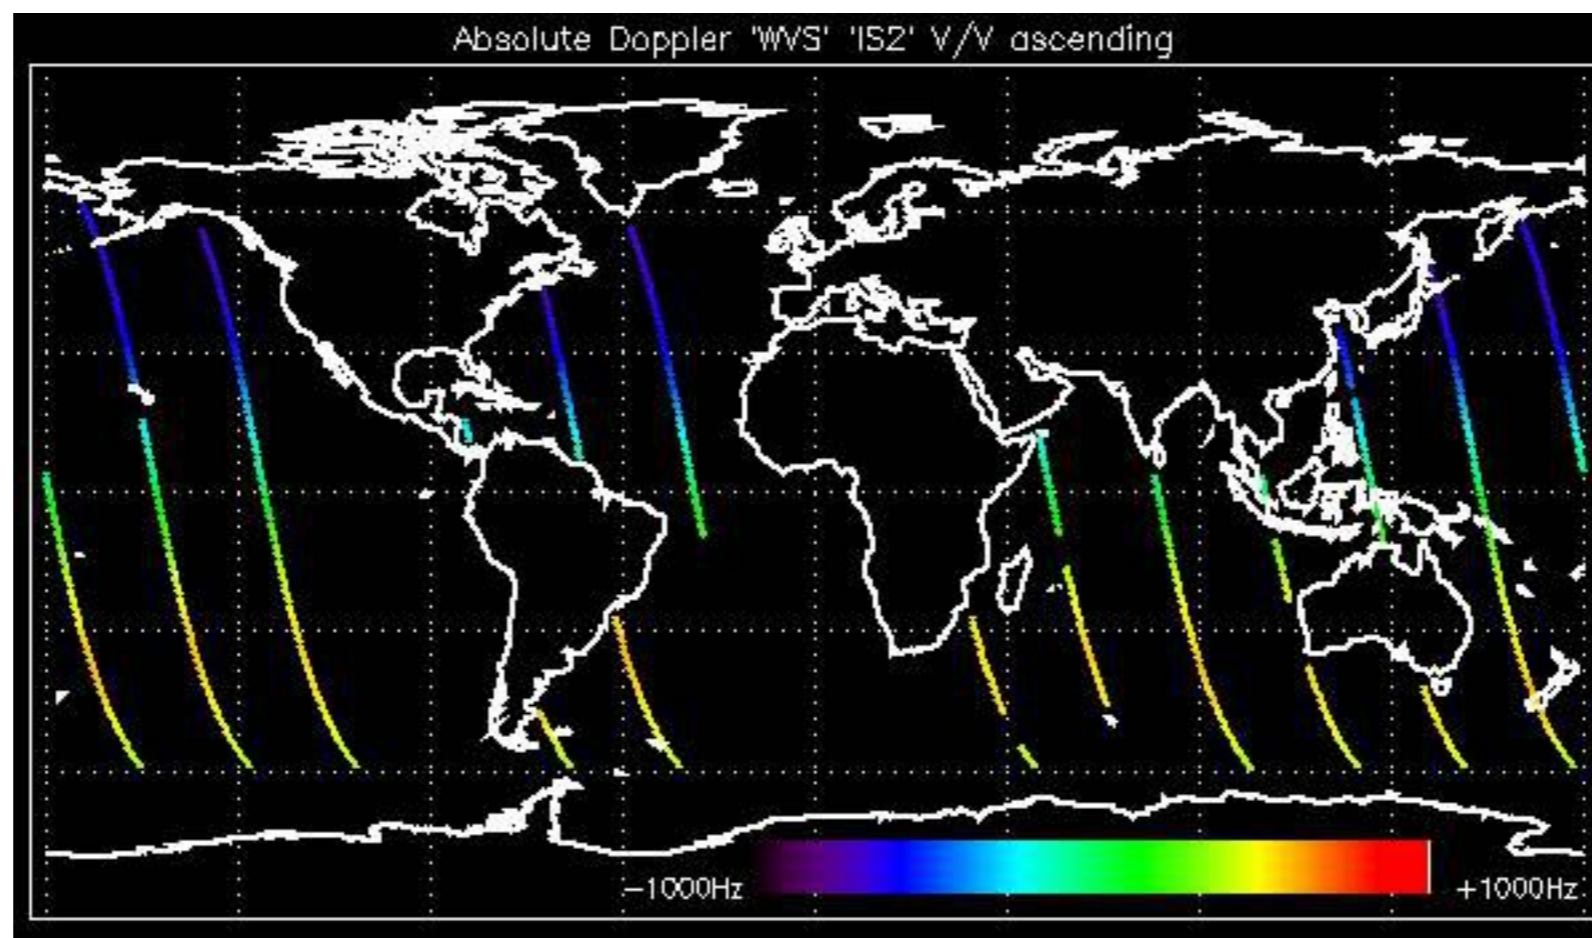 Absolute Doppler 'WVS' 'IS2' V/V ascending
−1000Hz +1000Hz